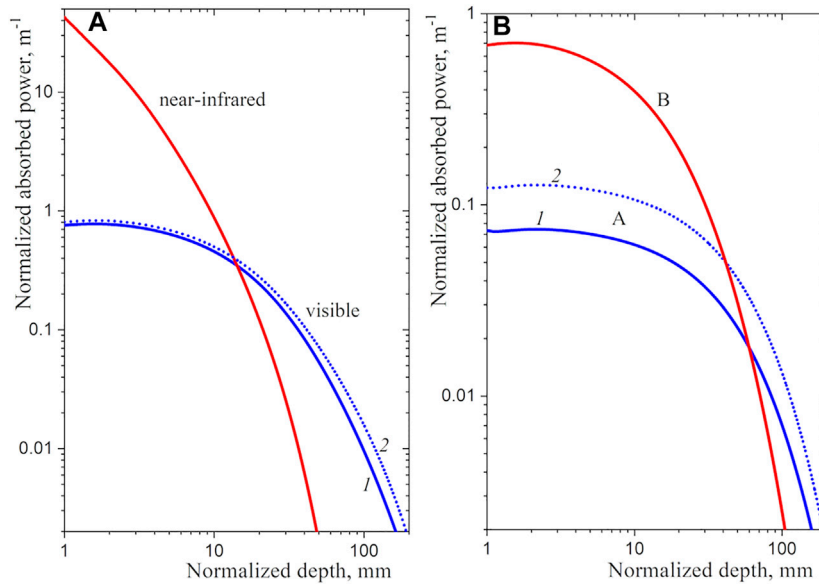 A
Normalized absorbed power, m⁻¹
10
1
0.1
0.01
near-infrared
visible
2
1
1
10
100
Normalized depth, mm
B
Normalized absorbed power, m⁻¹
1
0.1
0.01
B
2
1
A
1
10
100
Normalized depth, mm